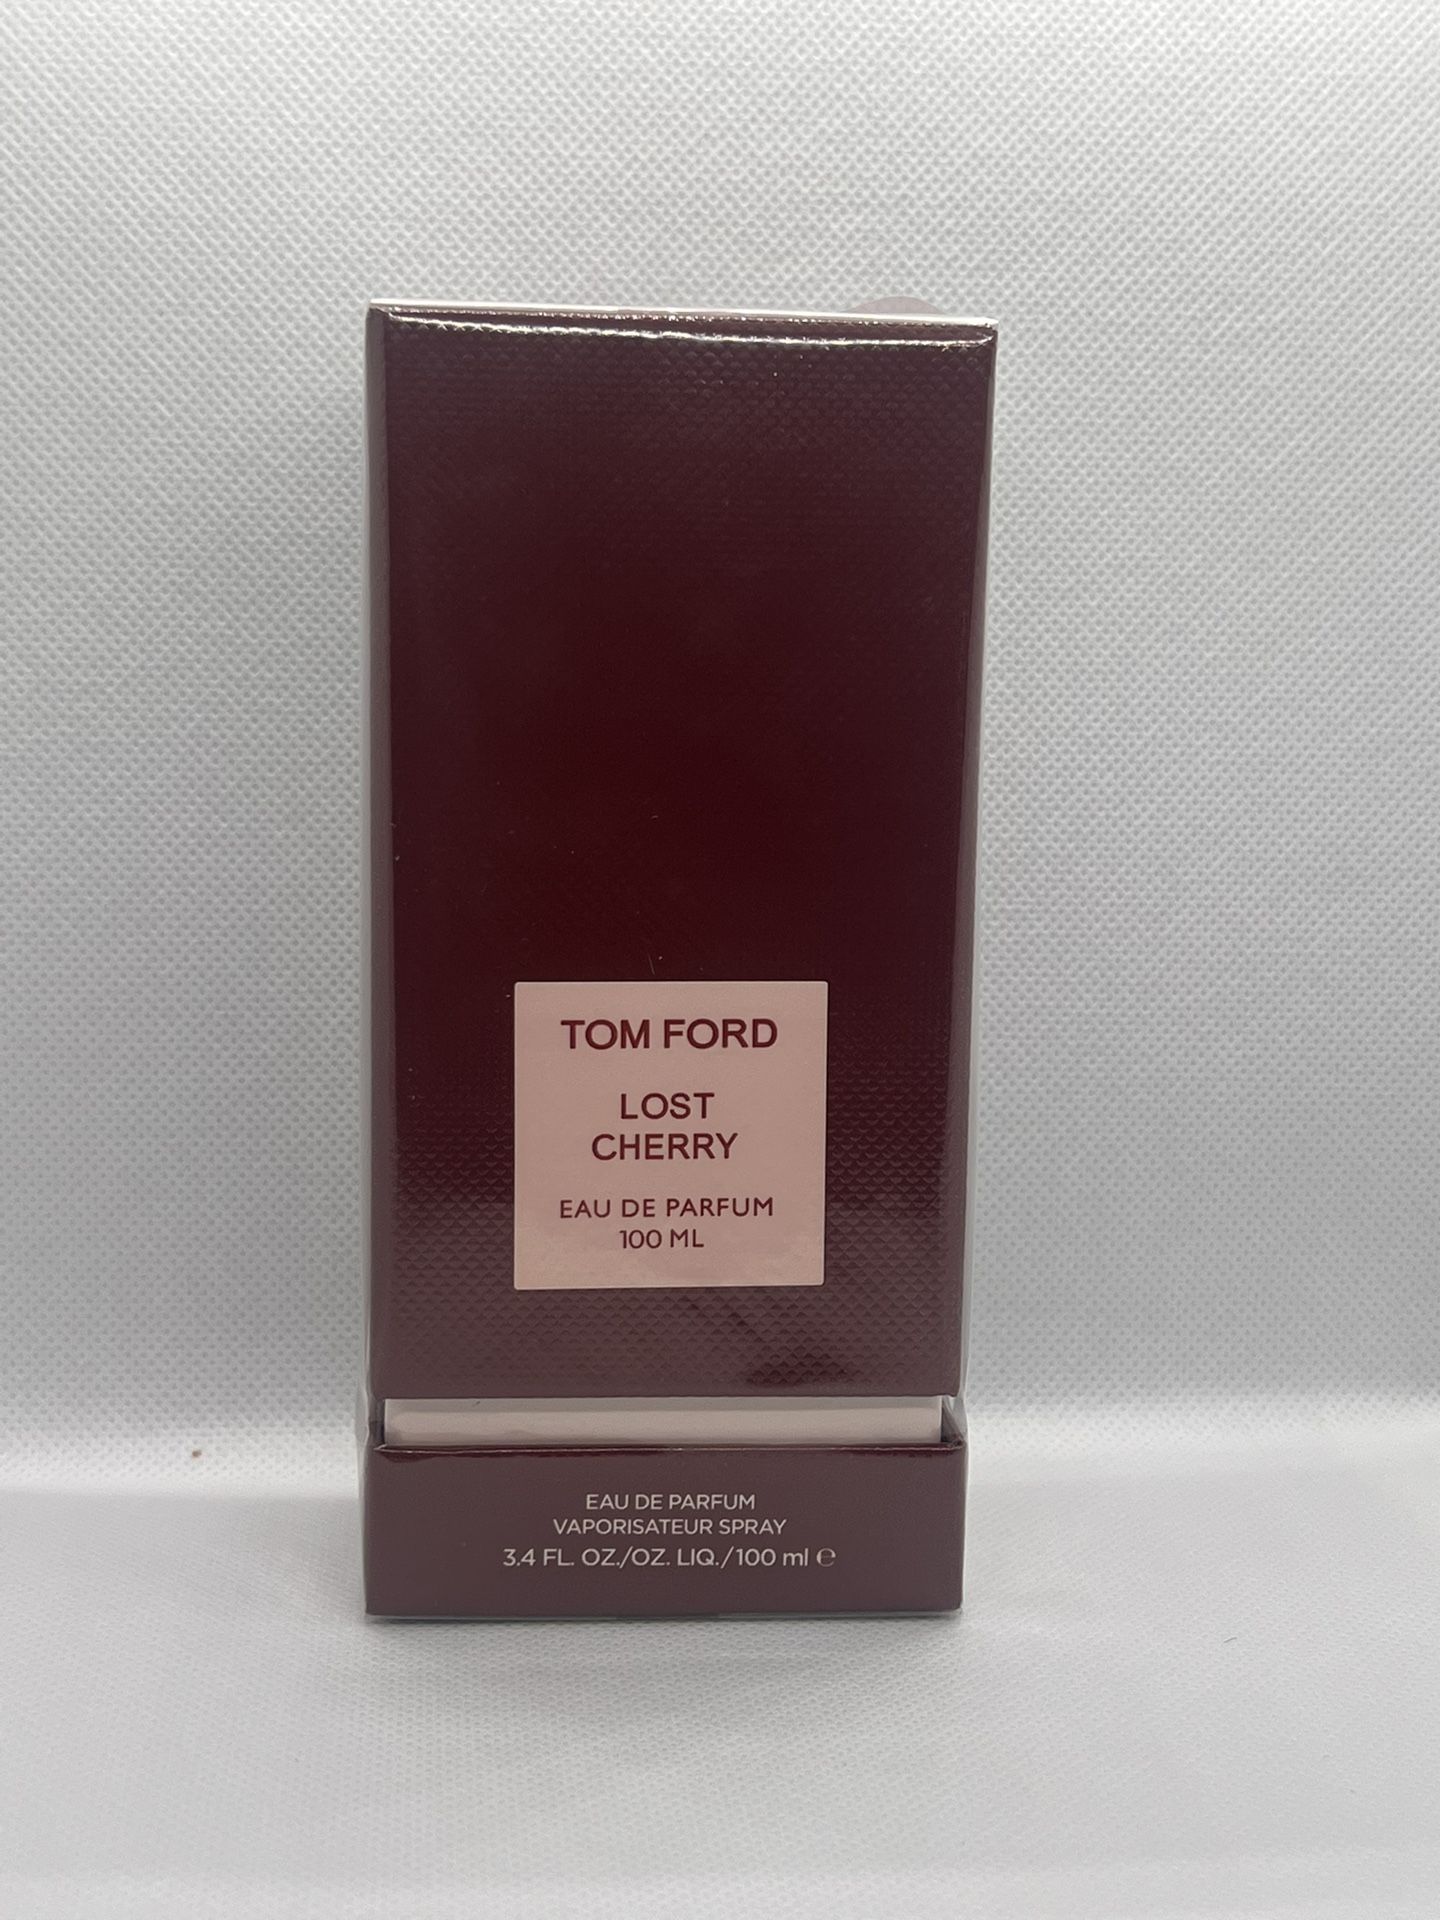 TOM FORD
LOST
CHERRY
EAU DE PARFUM
100 ML
EAU DE PARFUM
VAPORISATEUR SPRAY
3.4 FL. OZ./OZ. LIQ./100 ml ℮